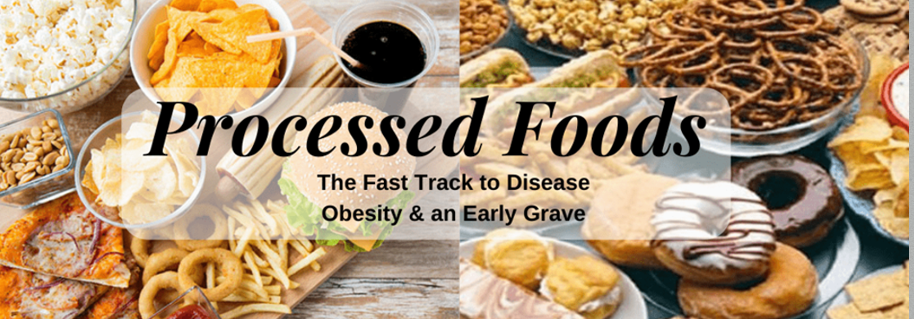 Processed Foods
The Fast Track to Disease
Obesity & an Early Grave